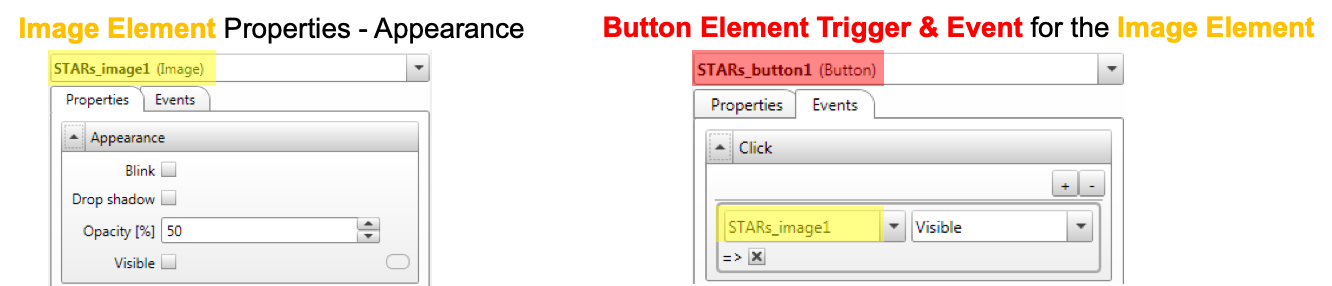 Image Element Properties - Appearance
STARs_image1 (Image)
Properties Events
Appearance
Blink
Drop shadow
Opacity [%] 50
Visible
Button Element Trigger & Event for the Image Element
STARs_button1 (Button)
Properties Events
Click
+ -
STARs_image1 Visible
=>